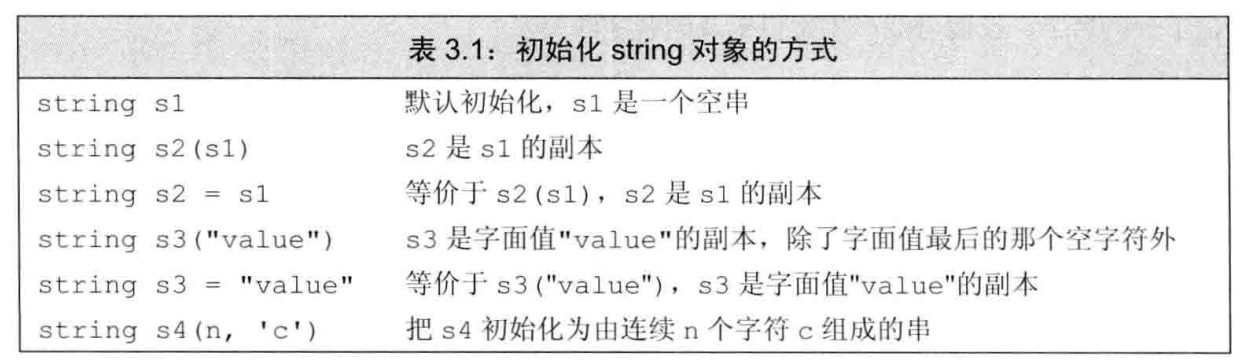 表 3.1：初始化 string 对象的方式
string s1 默认初始化，s1 是一个空串
string s2(s1) s2 是 s1 的副本
string s2 = s1 等价于 s2(s1)，s2 是 s1 的副本
string s3("value") s3 是字面值"value"的副本，除了字面值最后的那个空字符外
string s3 = "value" 等价于 s3("value")，s3 是字面值"value"的副本
string s4(n, 'c') 把 s4 初始化为由连续 n 个字符 c 组成的串